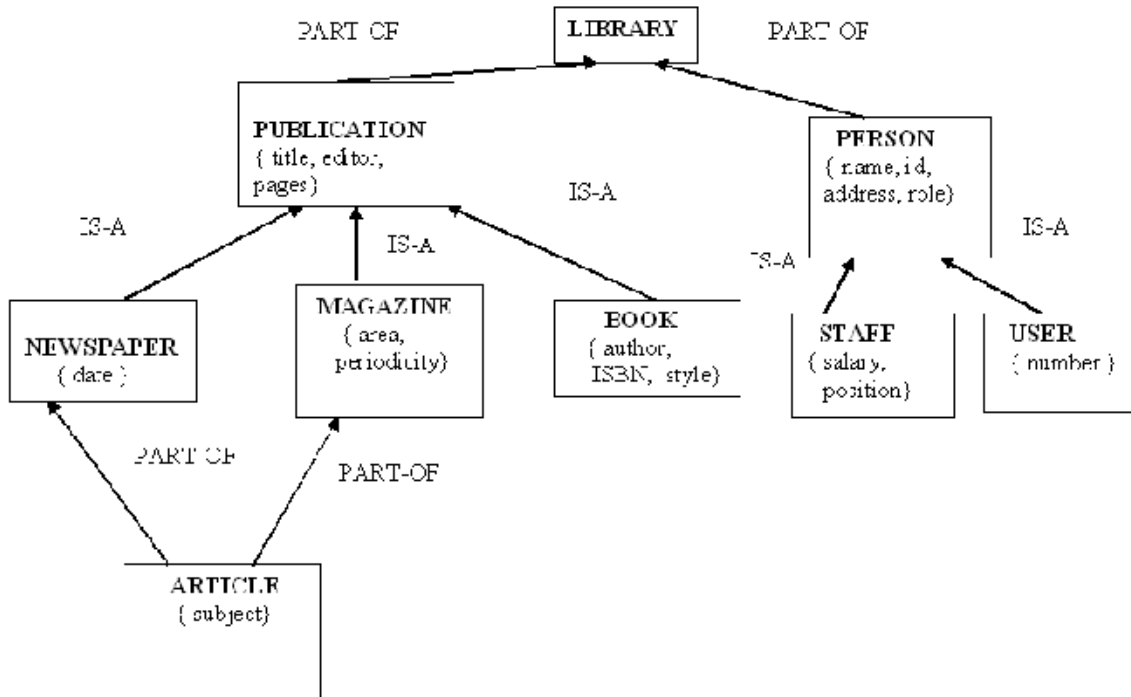 PART-OF
LIBRARY
PART-OF
PUBLICATION
{ title, editor,
pages}
PERSON
{ name, id,
address, role}
IS-A
IS-A
IS-A
IS-A
IS-A
NEWSPAPER
{ date }
MAGAZINE
{ area,
periodicity}
BOOK
{ author,
ISBN, style}
STAFF
{ salary,
position}
USER
{ number }
PART-OF
PART-OF
ARTICLE
{ subject}